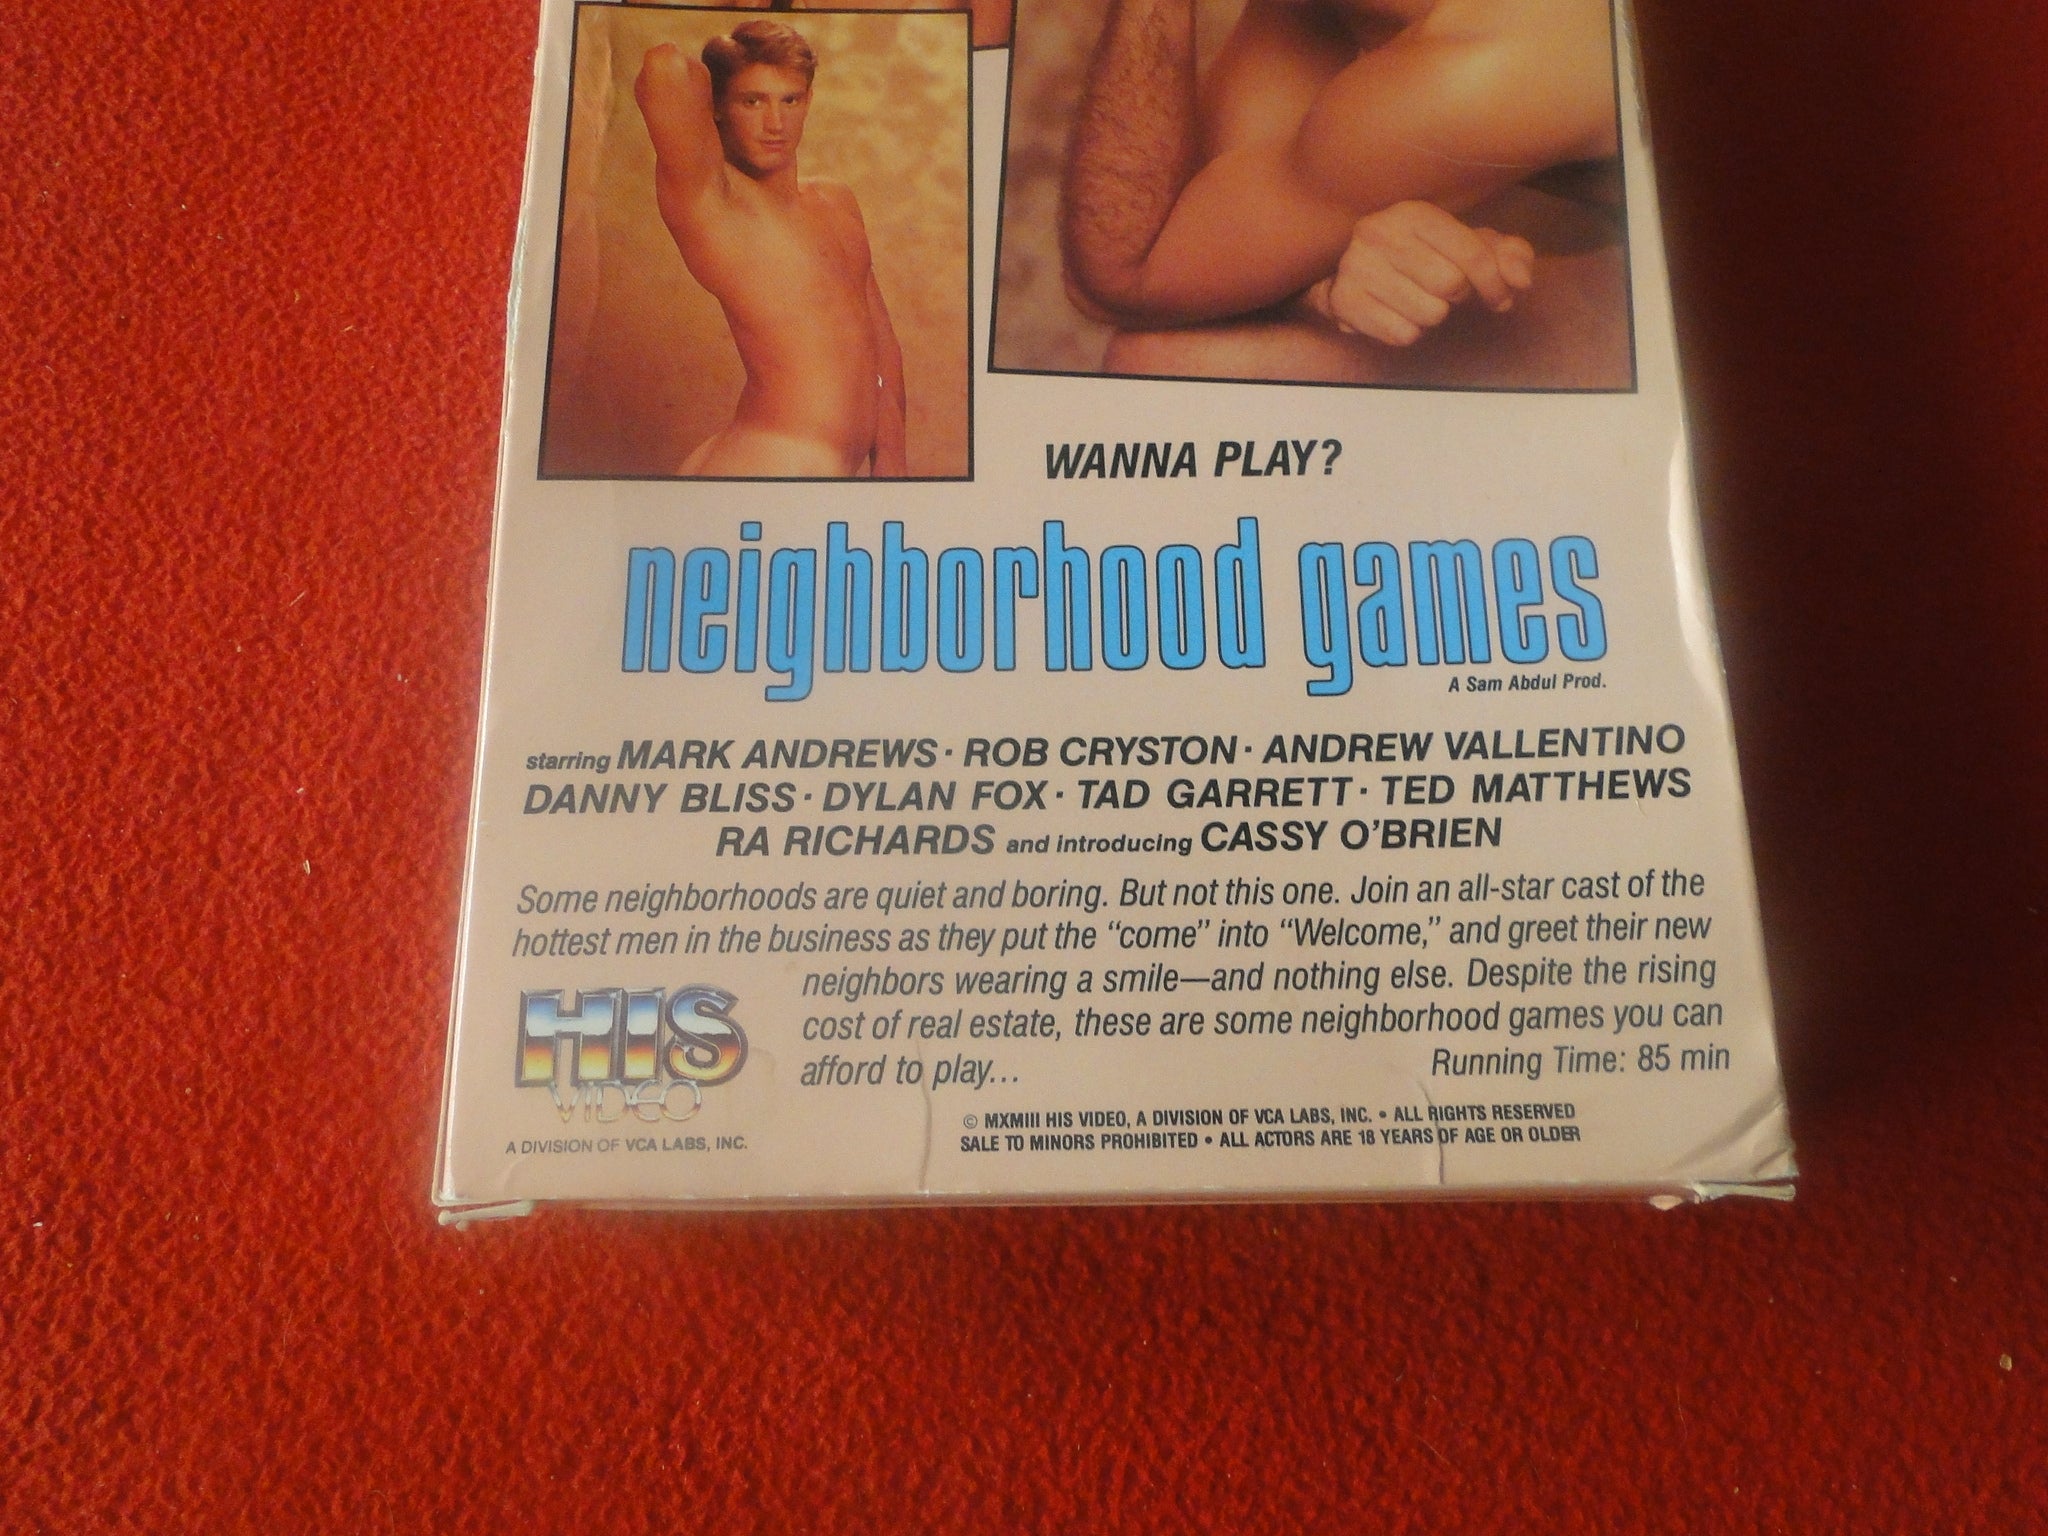 WANNA PLAY?
neighborhood games
A Sam Abdul Prod.
starring MARK ANDREWS · ROB CRYSTON · ANDREW VALLENTINO
DANNY BLISS · DYLAN FOX · TAD GARRETT · TED MATTHEWS
RA RICHARDS and introducing CASSY O'BRIEN
Some neighborhoods are quiet and boring. But not this one. Join an all-star cast of the
hottest men in the business as they put the “come” into “Welcome,” and greet their new
neighbors wearing a smile—and nothing else. Despite the rising
cost of real estate, these are some neighborhood games you can
afford to play...
Running Time: 85 min
HIS
VIDEO
A DIVISION OF VCA LABS, INC.
© MXMIII HIS VIDEO, A DIVISION OF VCA LABS, INC. • ALL RIGHTS RESERVED
SALE TO MINORS PROHIBITED • ALL ACTORS ARE 18 YEARS OF AGE OR OLDER